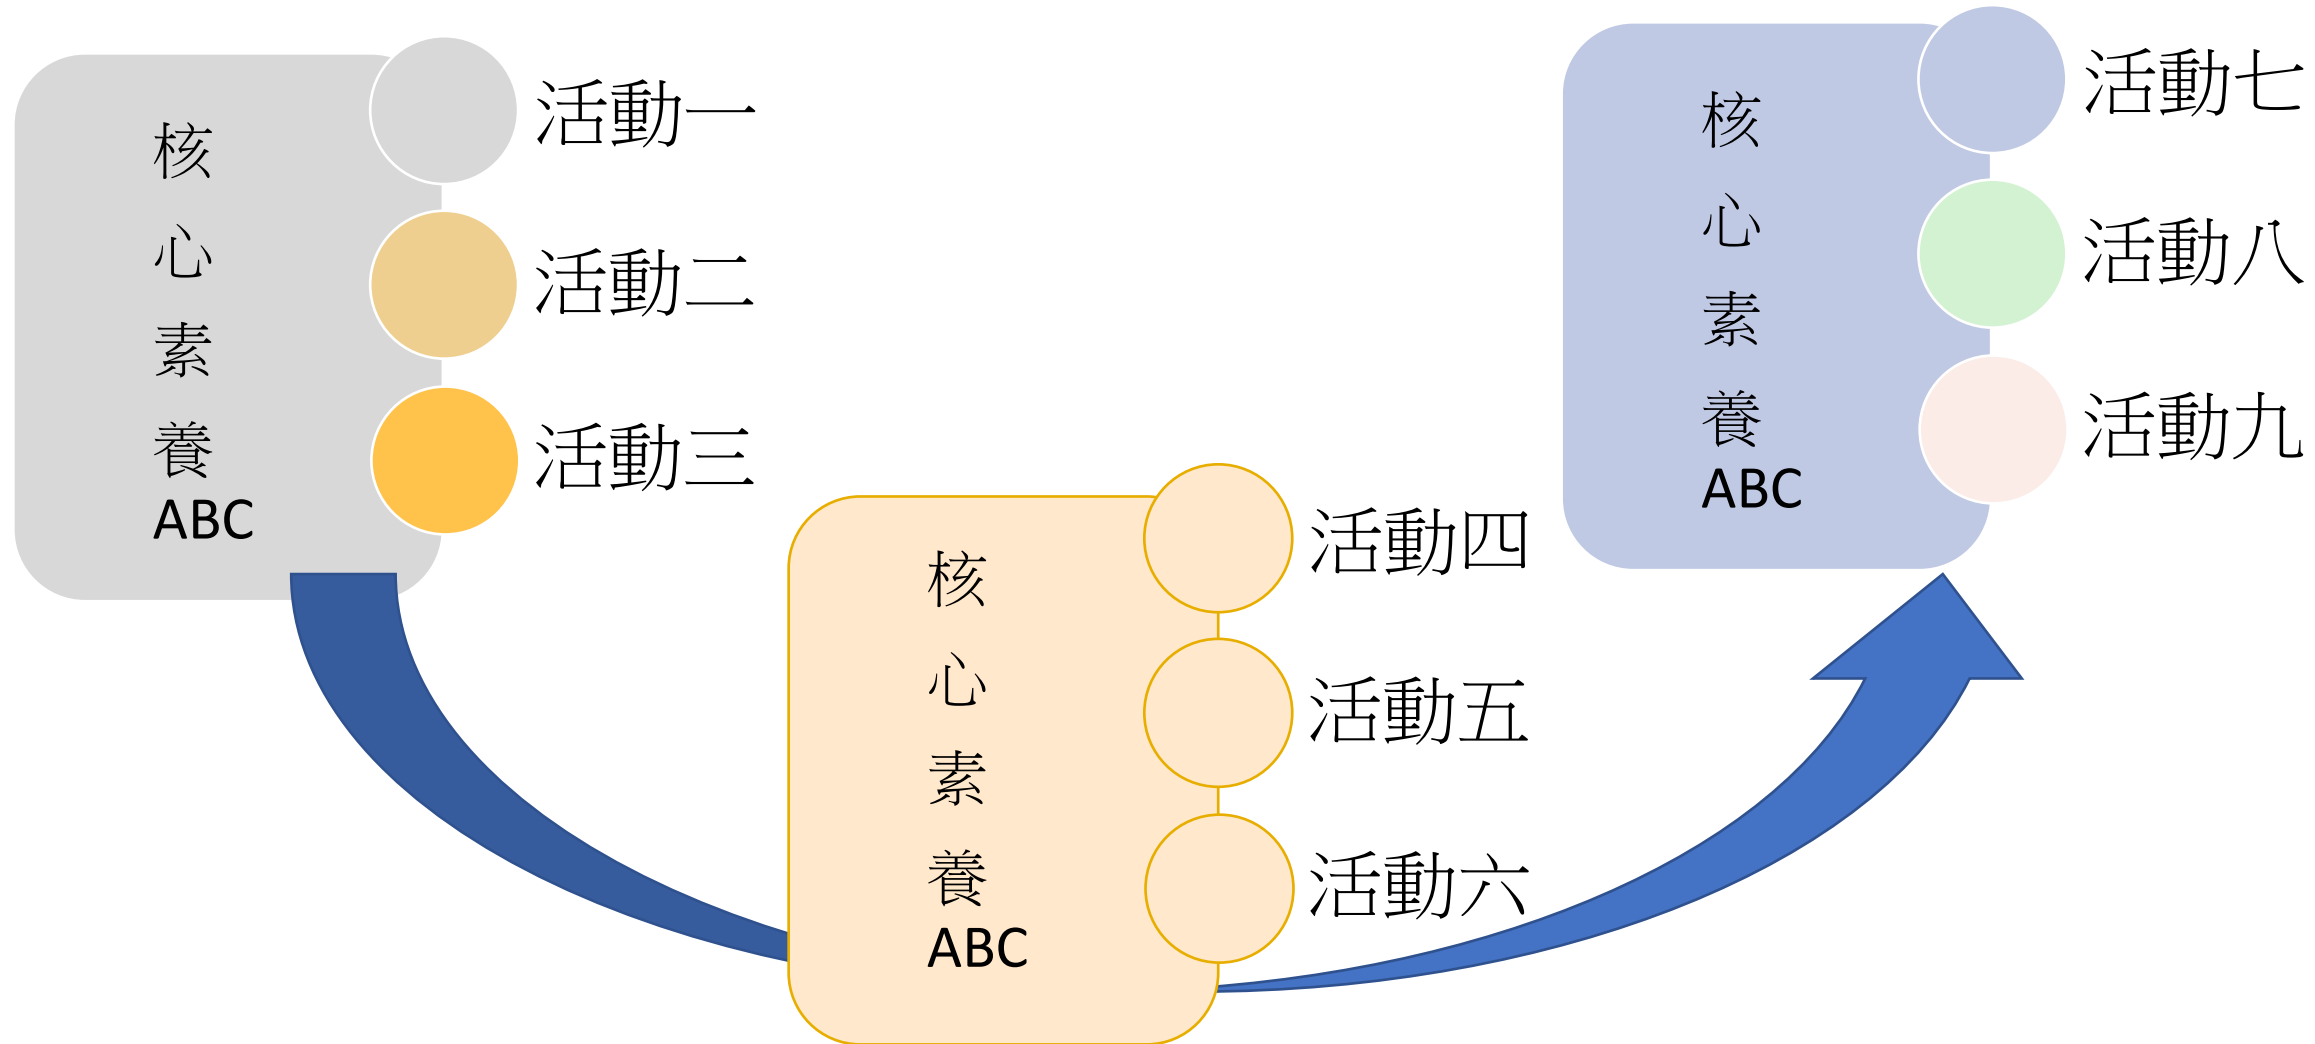 核
心
素
養
ABC
活動一
活動二
活動三
核
心
素
養
ABC
活動四
活動五
活動六
核
心
素
養
ABC
活動七
活動八
活動九